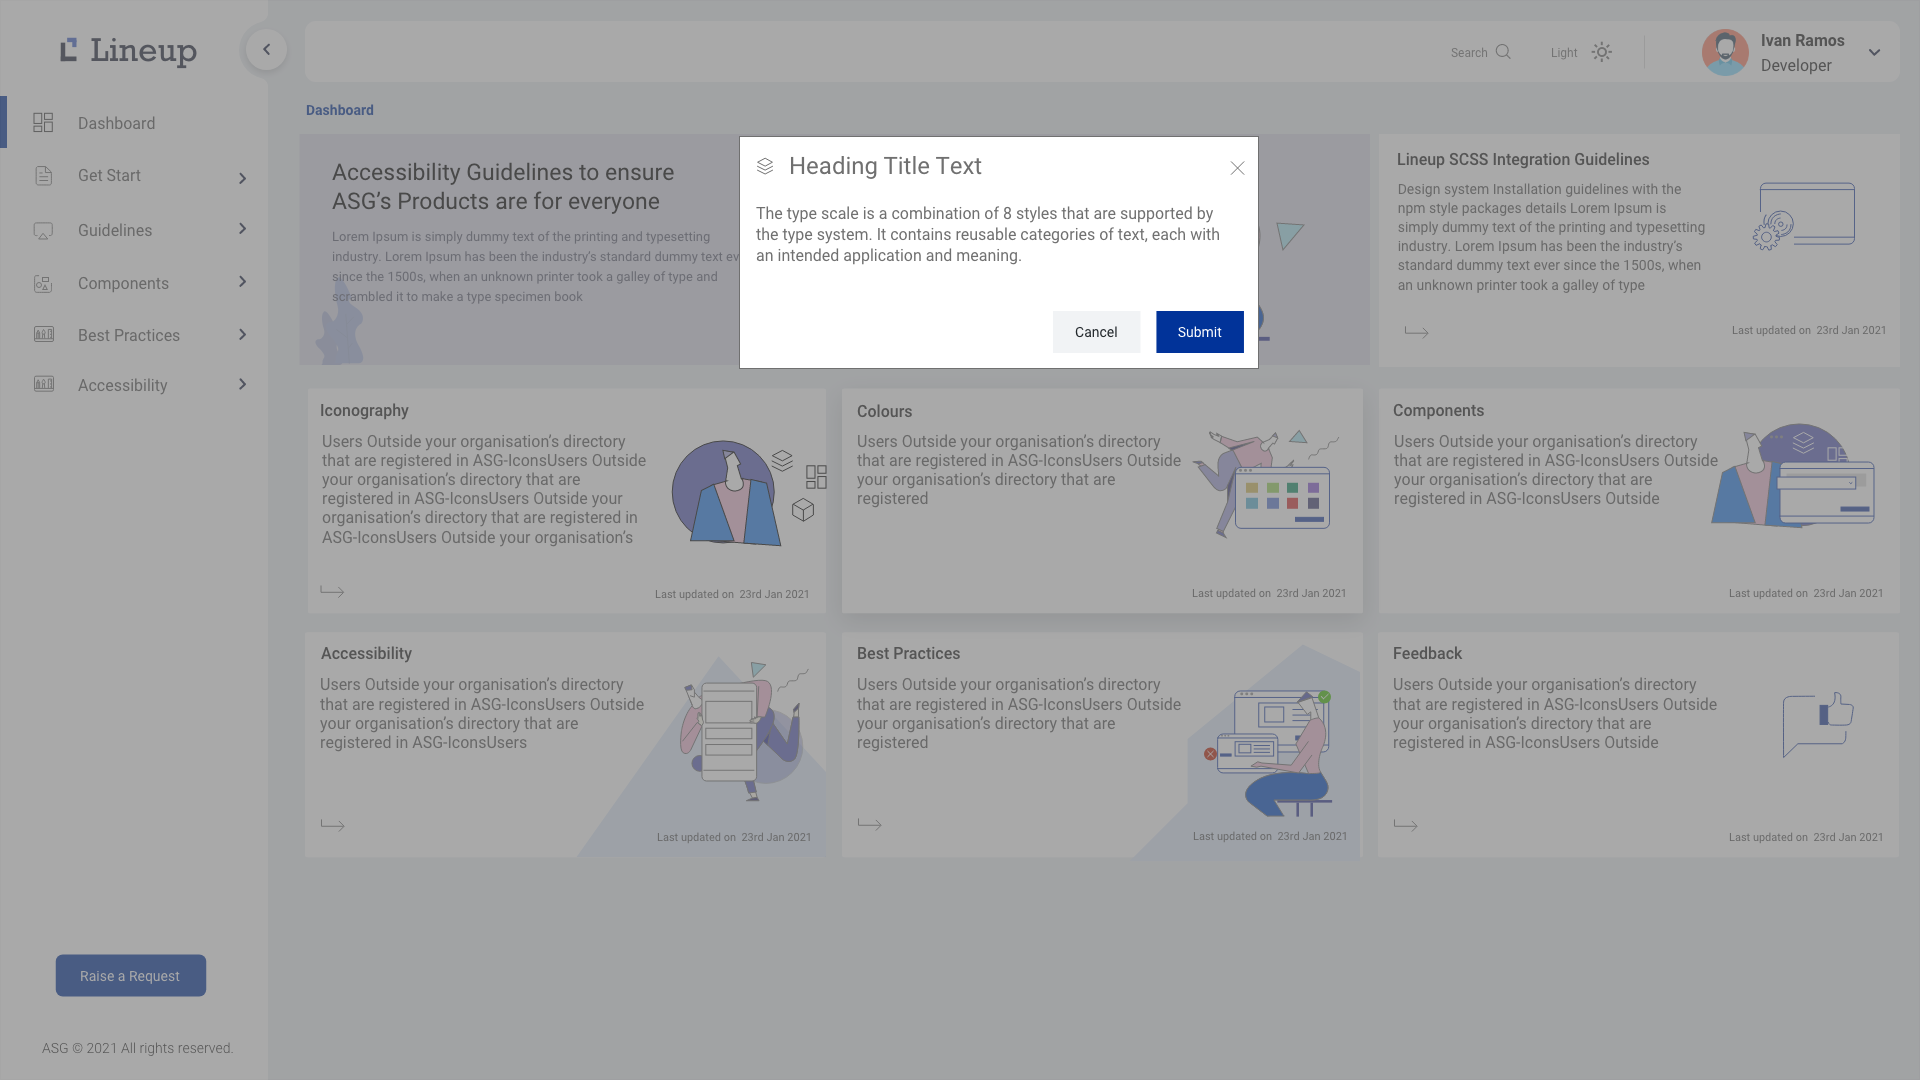 Lineup
Search
Light
Ivan Ramos
Developer
Dashboard
Get Start
Guidelines
Components
Best Practices
Accessibility
Raise a Request
ASG © 2021 All rights reserved.
Dashboard
Accessibility Guidelines to ensure
ASG’s Products are for everyone
Lorem Ipsum is simply dummy text of the printing and typesetting
industry. Lorem Ipsum has been the industry’s standard dummy text
since the 1500s, when an unknown printer took a galley of type and
scrambled it to make a type specimen book
Heading Title Text
The type scale is a combination of 8 styles that are supported by
the type system. It contains reusable categories of text, each with
an intended application and meaning.
Cancel
Submit
Lineup SCSS Integration Guidelines
Design system Installation guidelines with the
npm style packages details Lorem Ipsum is
simply dummy text of the printing and typesetting
industry. Lorem Ipsum has been the industry’s
standard dummy text ever since the 1500s, when
an unknown printer took a galley of type
Last updated on 23rd Jan 2021
Iconography
Users Outside your organisation’s directory
that are registered in ASG-IconsUsers Outside
your organisation’s directory that are
registered in ASG-IconsUsers Outside your
organisation’s directory that are registered in
ASG-IconsUsers Outside your organisation’s
Last updated on 23rd Jan 2021
Colours
Users Outside your organisation’s directory
that are registered in ASG-IconsUsers Outside
your organisation’s directory that are
registered
Last updated on 23rd Jan 2021
Components
Users Outside your organisation’s directory
that are registered in ASG-IconsUsers Outside
your organisation’s directory that are
registered in ASG-IconsUsers Outside
Last updated on 23rd Jan 2021
Accessibility
Users Outside your organisation’s directory
that are registered in ASG-IconsUsers Outside
your organisation’s directory that are
registered in ASG-IconsUsers
Last updated on 23rd Jan 2021
Best Practices
Users Outside your organisation’s directory
that are registered in ASG-IconsUsers Outside
your organisation’s directory that are
registered
Last updated on 23rd Jan 2021
Feedback
Users Outside your organisation’s directory
that are registered in ASG-IconsUsers Outside
your organisation’s directory that are
registered in ASG-IconsUsers Outside
Last updated on 23rd Jan 2021